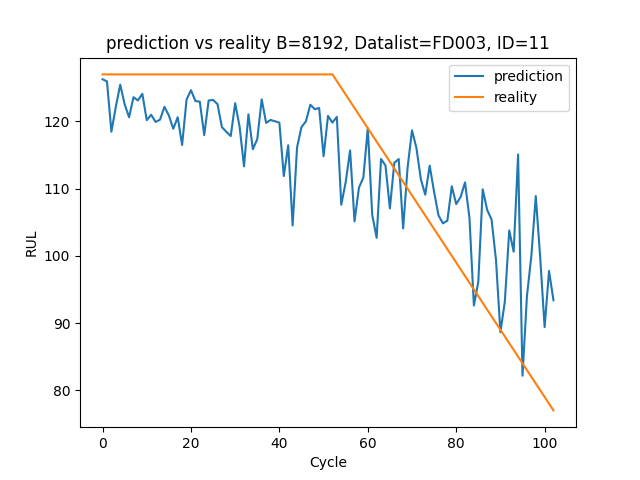 prediction vs reality B=8192, Datalist=FD003, ID=11
prediction
reality
RUL
120
110
100
90
80
0 20 40 60 80 100
Cycle